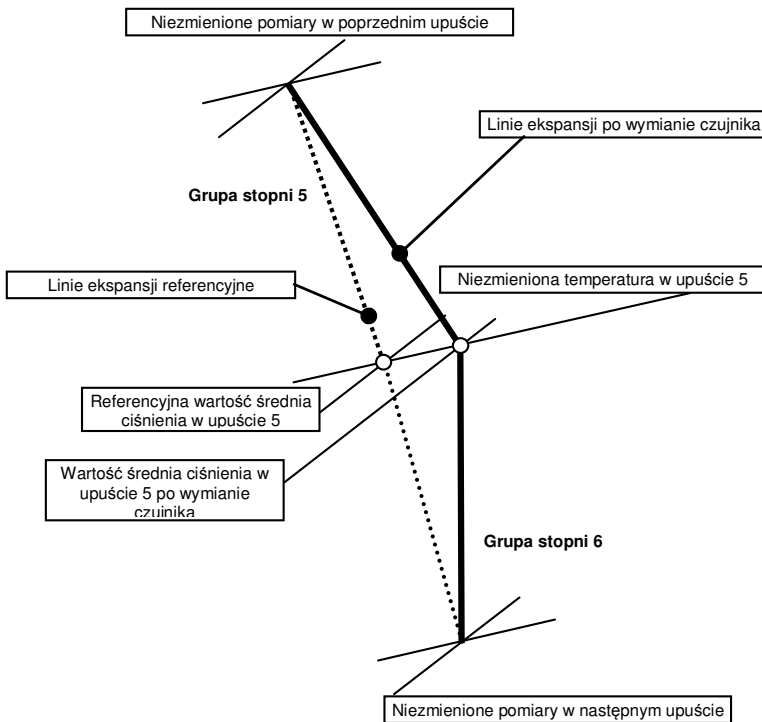 Niezmienione pomiary w poprzednim upuście
Linie ekspansji po wymianie czujnika
Grupa stopni 5
Niezmieniona temperatura w upuście 5
Linie ekspansji referencyjne
Referencyjna wartość średnia
ciśnienia w upuście 5
Wartość średnia ciśnienia w
upuście 5 po wymianie
czujnika
Grupa stopni 6
Niezmienione pomiary w następnym upuście